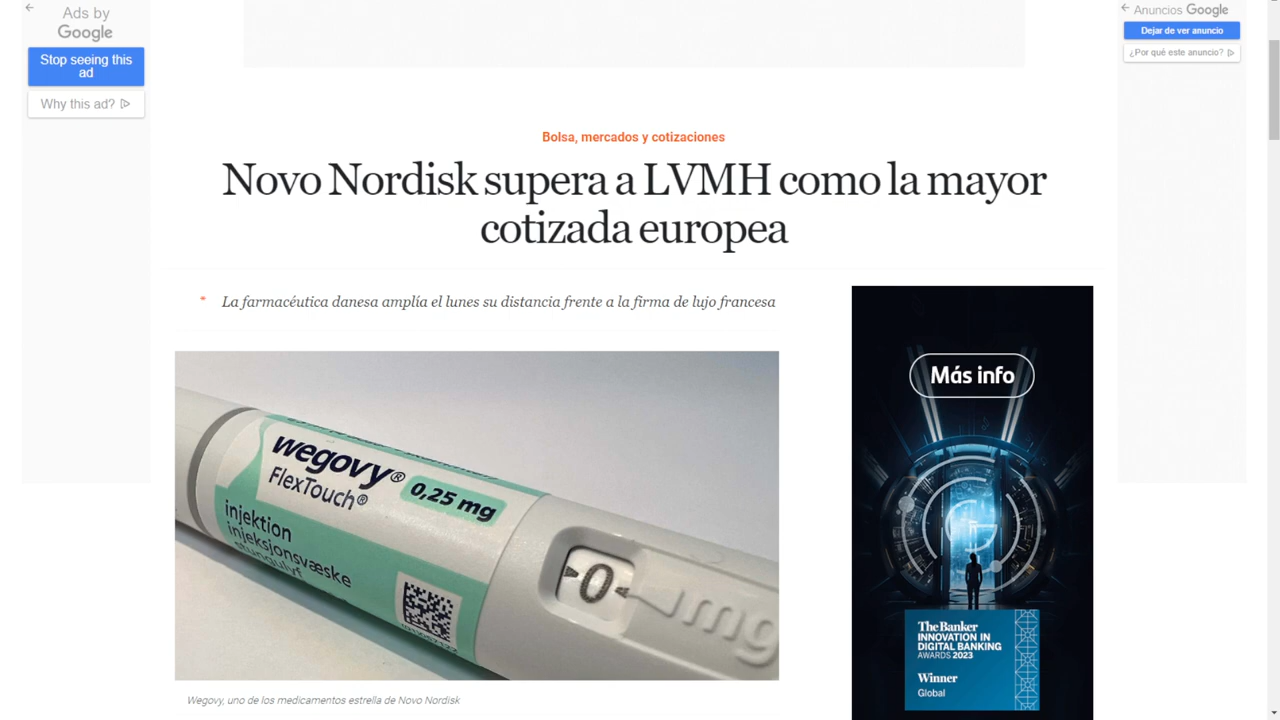 Ads by
Google
Stop seeing this
ad
Why this ad?
Anuncios Google
Dejar de ver anuncio
¿Por qué este anuncio?
Bolsa, mercados y cotizaciones
Novo Nordisk supera a LVMH como la mayor
cotizada europea
* La farmacéutica danesa amplía el lunes su distancia frente a la firma de lujo francesa
wegovy®
FlexTouch®
0,25 mg
injektion
injeksjonsvæske
stungulyf
0
mg
Wegovy, uno de los medicamentos estrella de Novo Nordisk
Más info
The Banker
INNOVATION IN
DIGITAL BANKING
AWARDS 2023
Winner
Global